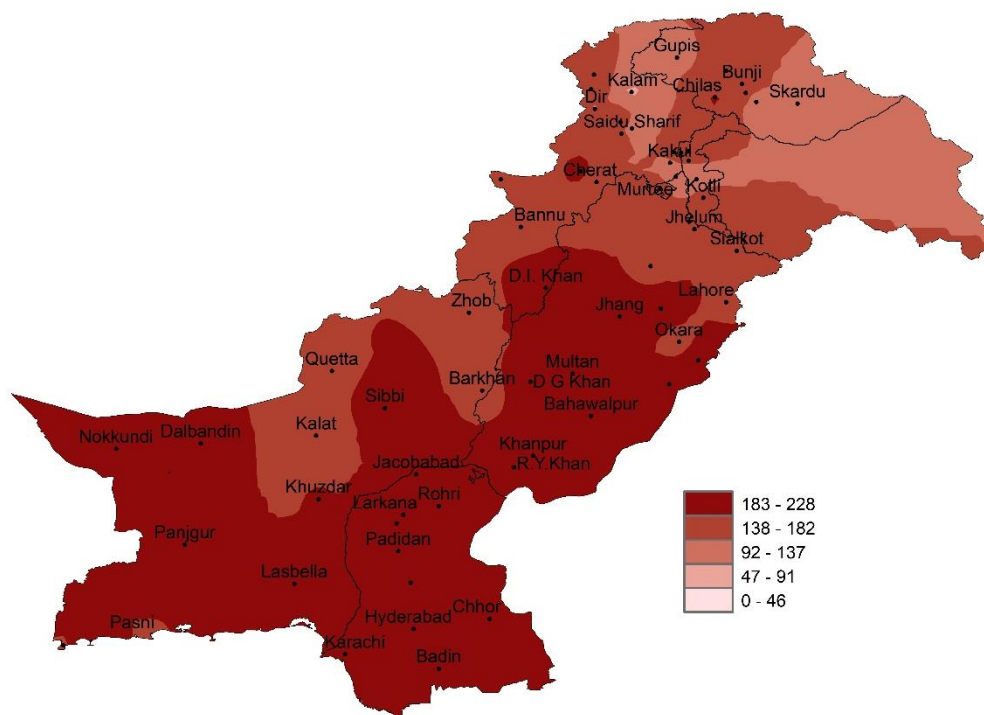 Gupis
Kalam
Chilas
Bunji
Skardu
Dir
Saidu Sharif
Kakul
Cherat
Murree
Kotli
Bannu
Jhelum
Sialkot
D.I. Khan
Zhob
Jhang
Lahore
Okara
Quetta
Multan
Barkhan
D G Khan
Sibbi
Bahawalpur
Kalat
Nokkundi
Dalbandin
Khanpur
Jacobabad
R.Y.Khan
Khuzdar
Rohri
Larkana
Panjgur
Padidan
Lasbella
Pasni
Hyderabad
Chhor
Karachi
Badin
183 - 228
138 - 182
92 - 137
47 - 91
0 - 46